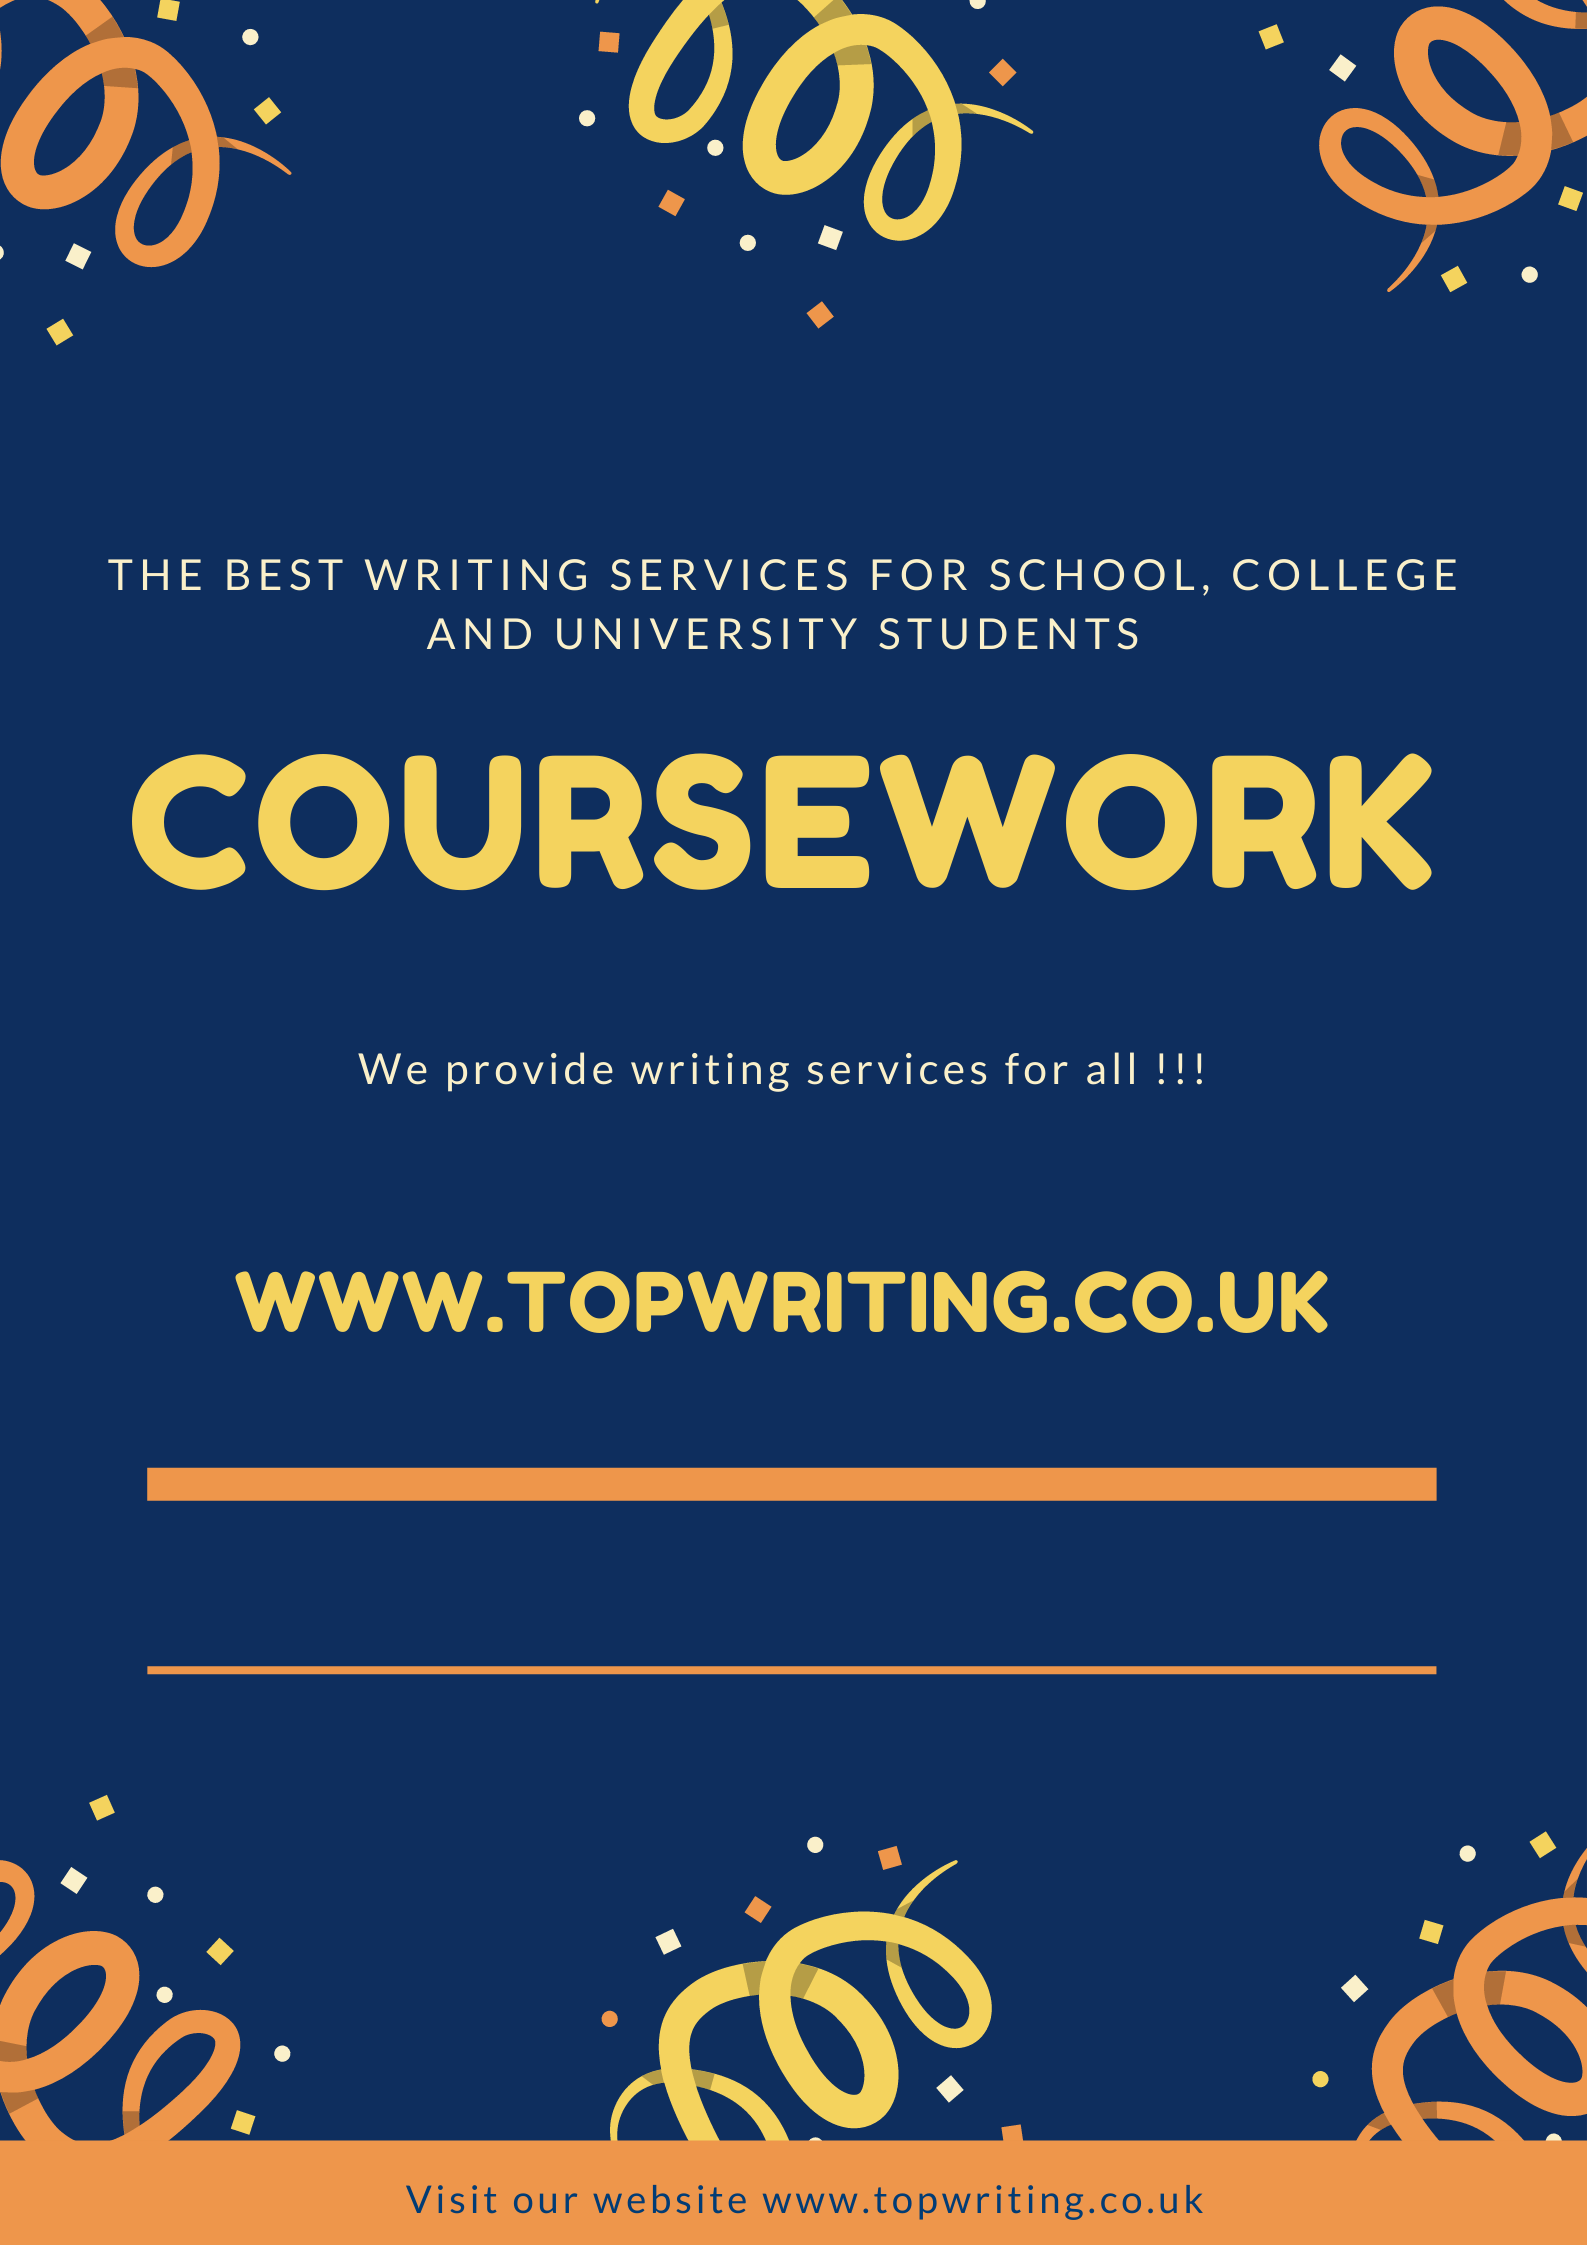 THE BEST WRITING SERVICES FOR SCHOOL, COLLEGE
AND UNIVERSITY STUDENTS
COURSEWORK
We provide writing services for all !!!
WWW.TOPWRITING.CO.UK
Visit our website www.topwriting.co.uk